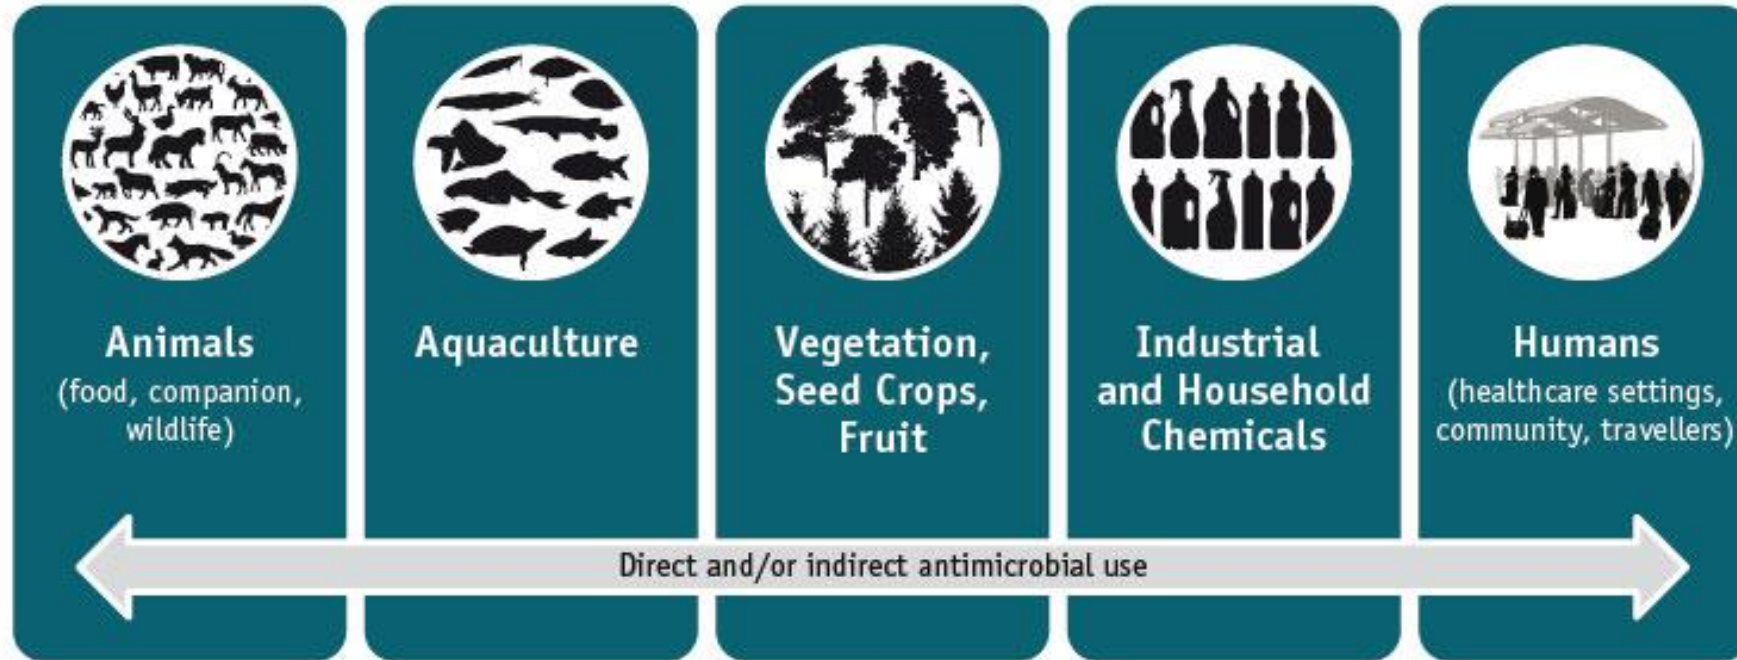 Animals
(food, companion,
wildlife)
Aquaculture
Vegetation,
Seed Crops,
Fruit
Industrial
and Household
Chemicals
Humans
(healthcare settings,
community, travellers)
Direct and/or indirect antimicrobial use